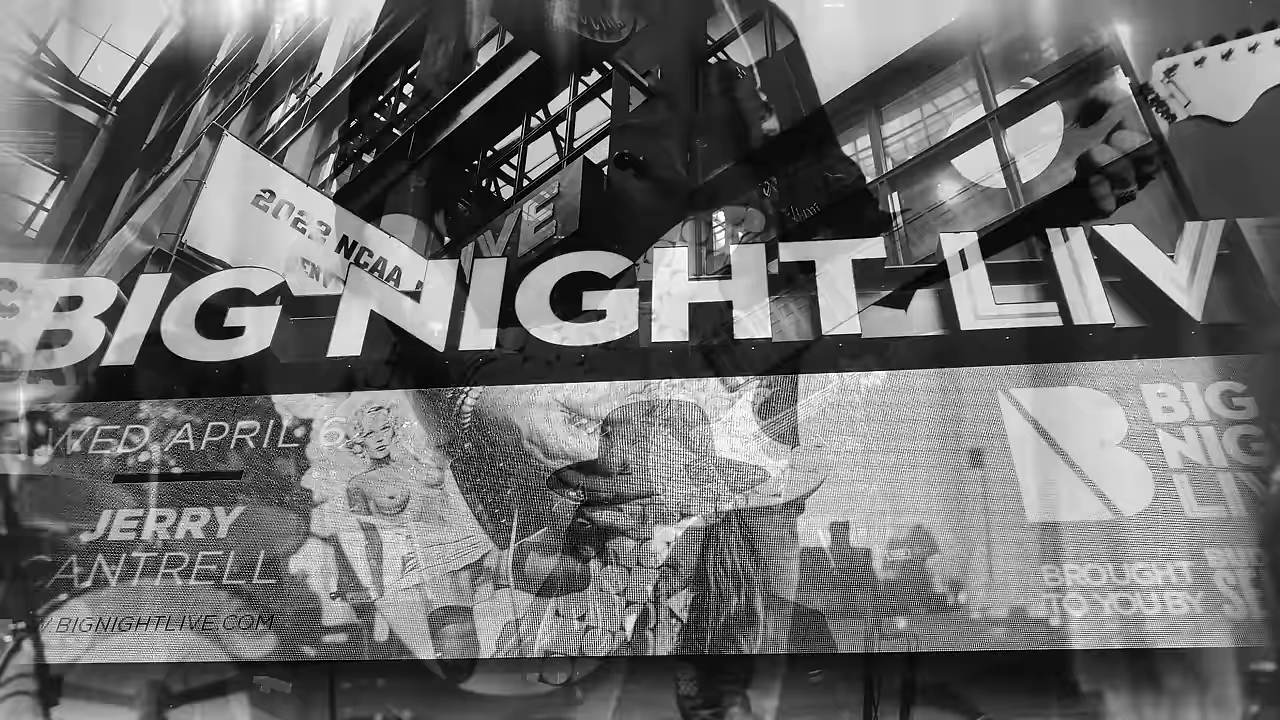 2022 NCAA
LIVE
BIG NIGHT LIV
WED APRIL 6
JERRY
CANTRELL
W.BIGNIGHTLIVE.COM
B
BIG
NIG
LIV
BROUGHT
TO YOU BY